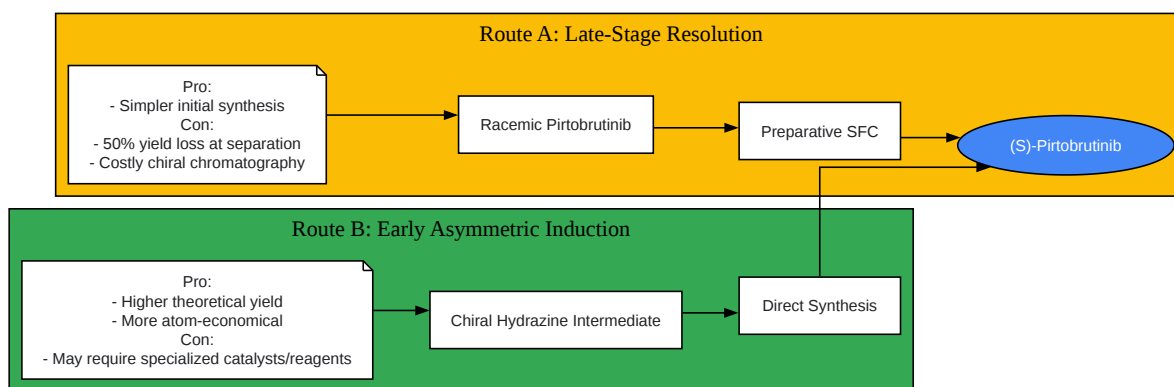 Route A: Late-Stage Resolution
Pro:
- Simpler initial synthesis
Con:
- 50% yield loss at separation
- Costly chiral chromatography
Racemic Pirtobrutinib
Preparative SFC
(S)-Pirtobrutinib
Route B: Early Asymmetric Induction
Pro:
- Higher theoretical yield
- More atom-economical
Con:
- May require specialized catalysts/reagents
Chiral Hydrazine Intermediate
Direct Synthesis